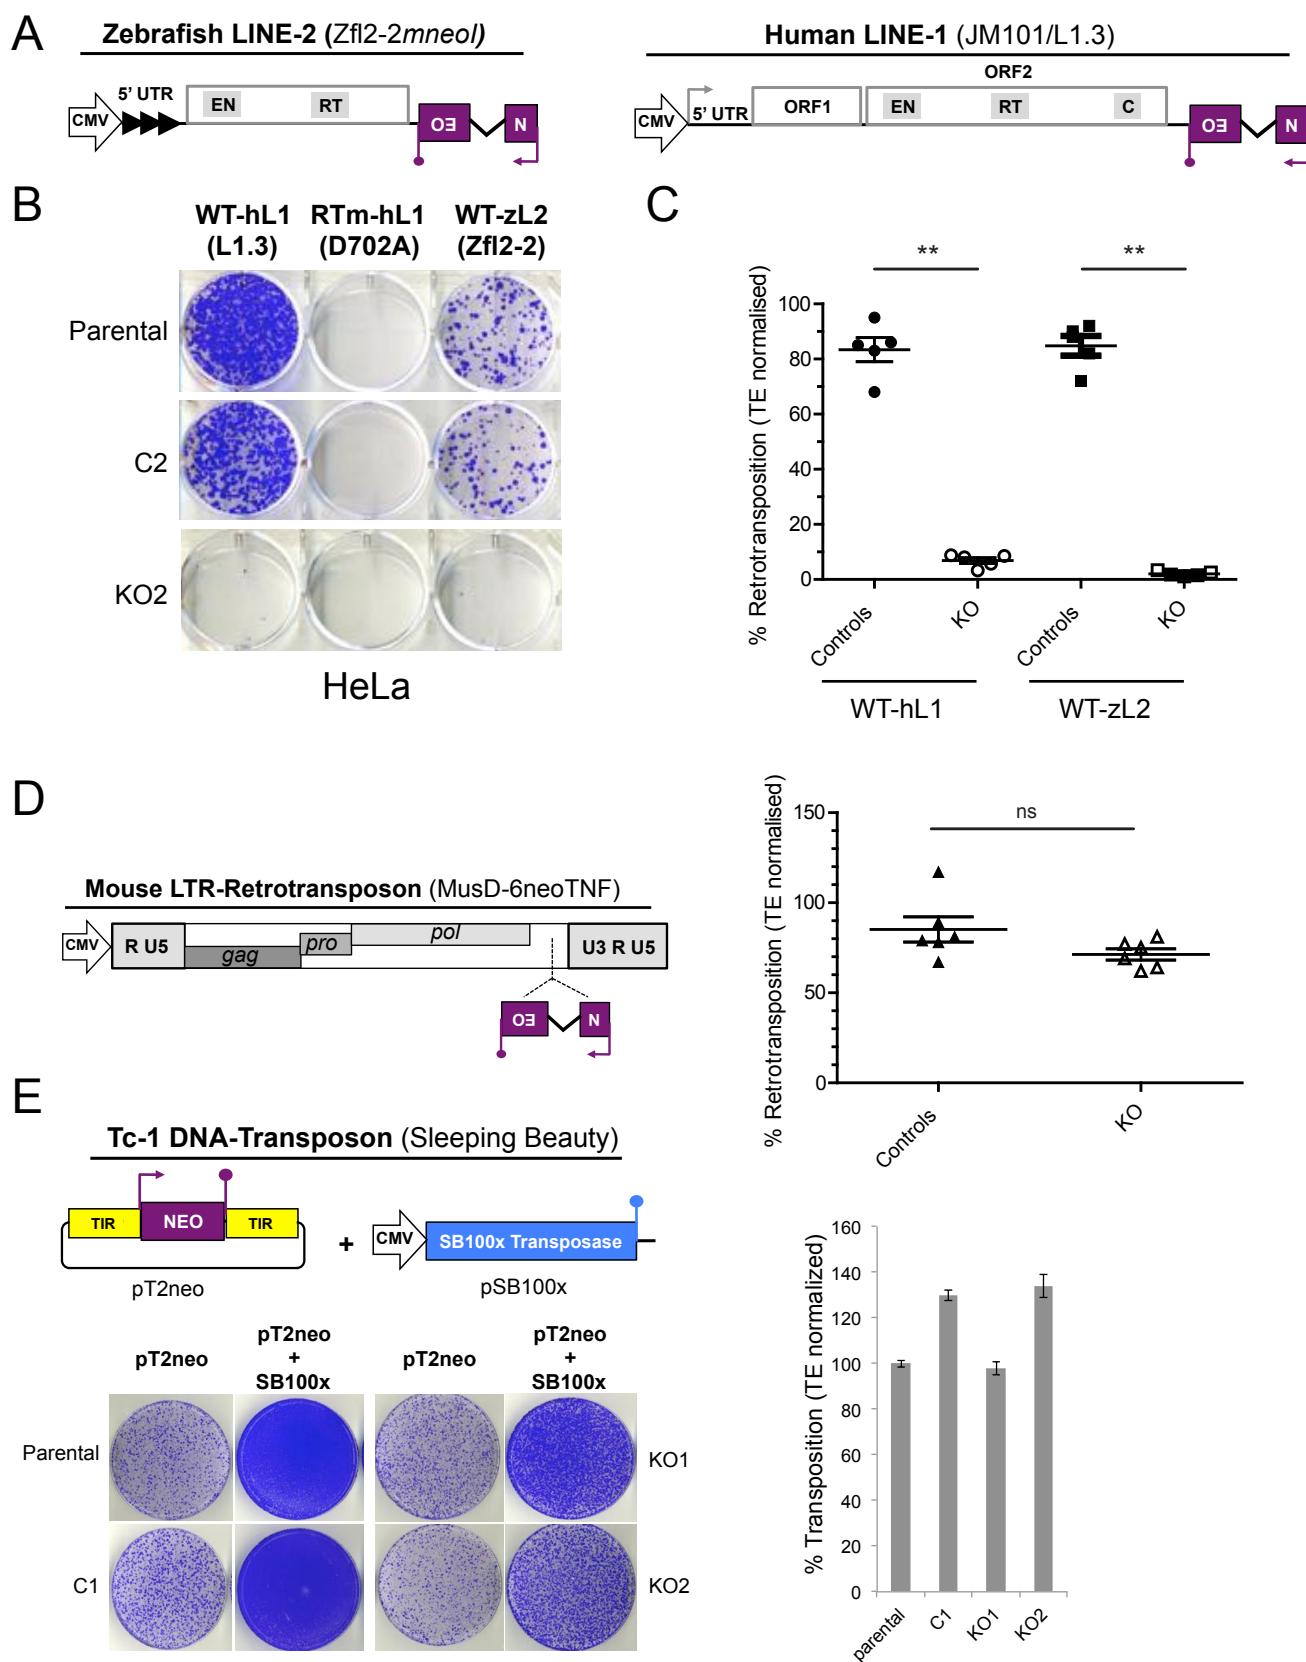 A
Zebrafish LINE-2 (Zfl2-2mneoI)
Human LINE-1 (JM101/L1.3)
CMV
5' UTR
EN
RT
OE
N
CMV
5' UTR
ORF1
ORF2
EN
RT
C
OE
N
B
WT-hL1
(L1.3)
RTm-hL1
(D702A)
WT-zL2
(Zfl2-2)
Parental
C2
KO2
HeLa
C
% Retrotransposition (TE normalised)
100
80
60
40
20
0
**
**
Controls
KO
Controls
KO
WT-hL1
WT-zL2
D
Mouse LTR-Retrotransposon (MusD-6neoTNF)
CMV
R U5
gag
pro
pol
U3 R U5
OE
N
% Retrotransposition (TE normalised)
150
100
50
0
ns
Controls
KO
E
Tc-1 DNA-Transposon (Sleeping Beauty)
TIR
NEO
TIR
pT2neo
+
CMV
SB100x Transposase
pSB100x
pT2neo
pT2neo
+
SB100x
pT2neo
pT2neo
+
SB100x
Parental
KO1
C1
KO2
% Transposition (TE normalized)
160
140
120
100
80
60
40
20
0
parental
C1
KO1
KO2